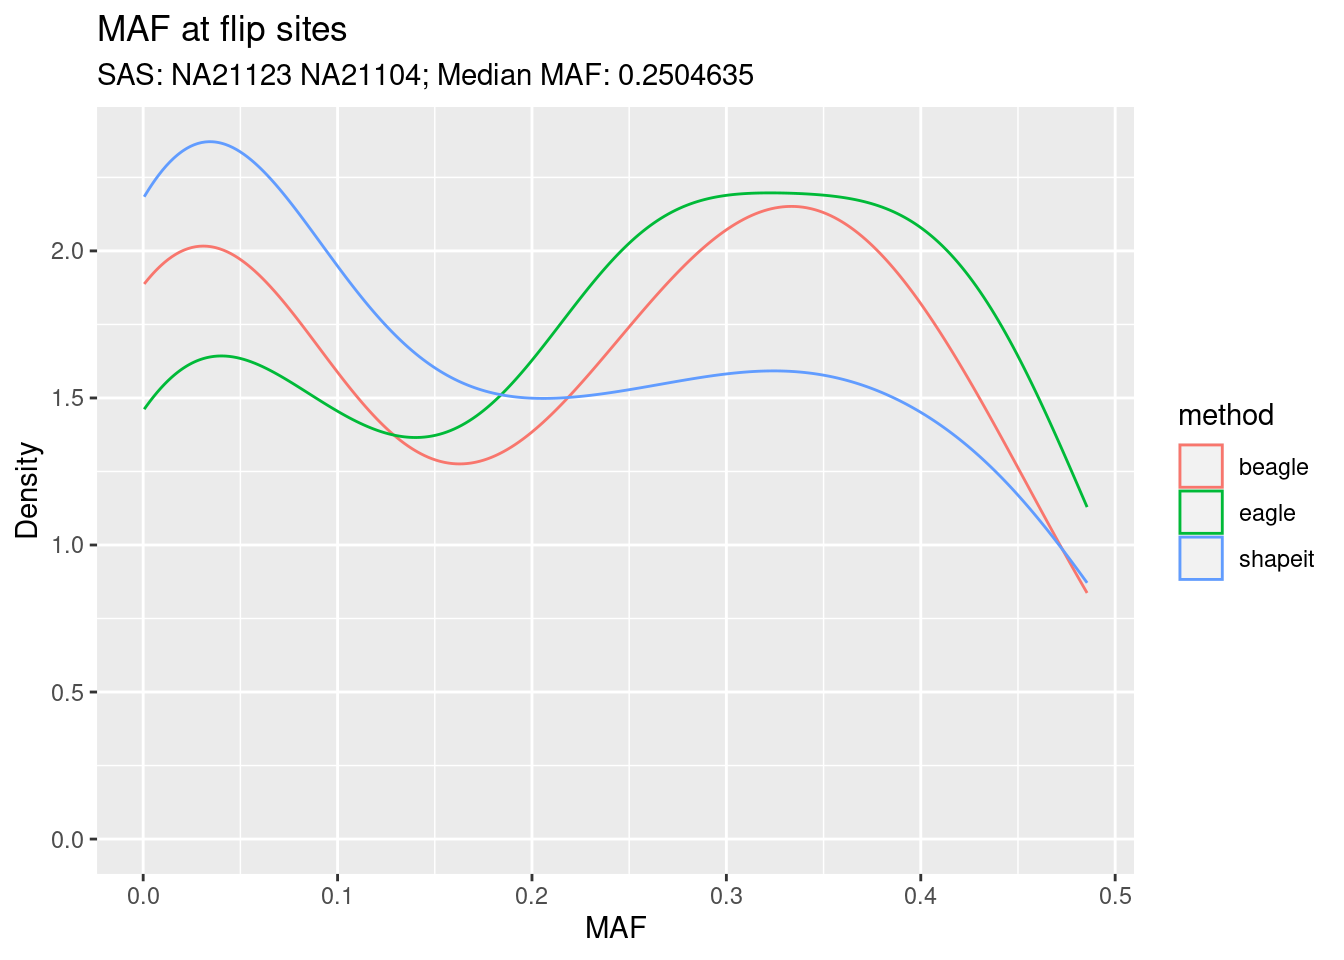 MAF at flip sites
SAS: NA21123 NA21104; Median MAF: 0.2504635
2.0
1.5
1.0
0.5
0.0
Density
0.0 0.1 0.2 0.3 0.4 0.5
MAF
method
beagle
eagle
shapeit